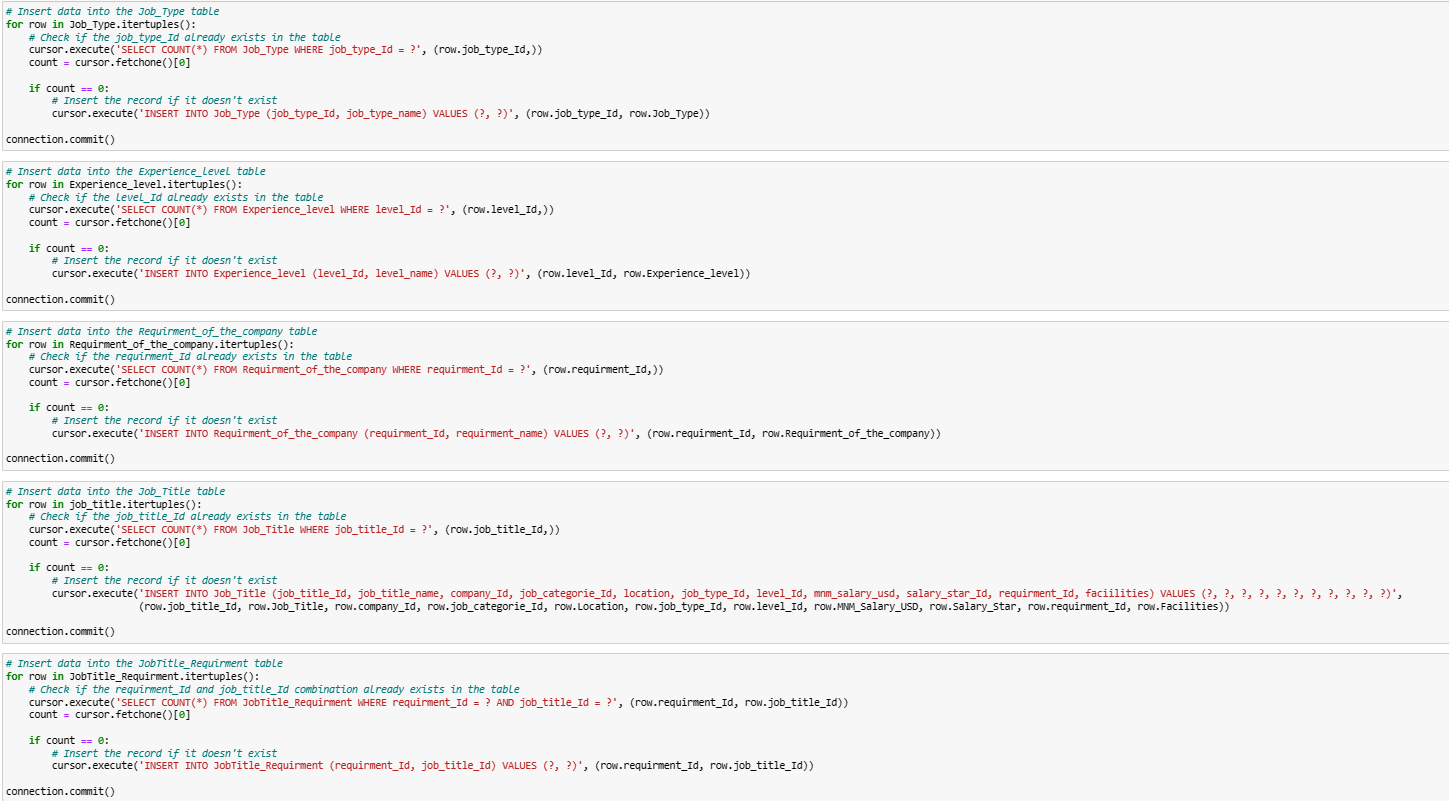 # Insert data into the Job_Type table
for row in Job_Type.itertuples():
    # Check if the job_type_Id already exists in the table
    cursor.execute('SELECT COUNT(*) FROM Job_Type WHERE job_type_Id = ?', (row.job_type_Id,))
    count = cursor.fetchone()[0]

    if count == 0:
        # Insert the record if it doesn't exist
        cursor.execute('INSERT INTO Job_Type (job_type_Id, job_type_name) VALUES (?, ?)', (row.job_type_Id, row.Job_Type))

connection.commit()

# Insert data into the Experience_level table
for row in Experience_level.itertuples():
    # Check if the level_Id already exists in the table
    cursor.execute('SELECT COUNT(*) FROM Experience_level WHERE level_Id = ?', (row.level_Id,))
    count = cursor.fetchone()[0]

    if count == 0:
        # Insert the record if it doesn't exist
        cursor.execute('INSERT INTO Experience_level (level_Id, level_name) VALUES (?, ?)', (row.level_Id, row.Experience_level))

connection.commit()

# Insert data into the Requirment_of_the_company table
for row in Requirment_of_the_company.itertuples():
    # Check if the requirment_Id already exists in the table
    cursor.execute('SELECT COUNT(*) FROM Requirment_of_the_company WHERE requirment_Id = ?', (row.requirment_Id,))
    count = cursor.fetchone()[0]

    if count == 0:
        # Insert the record if it doesn't exist
        cursor.execute('INSERT INTO Requirment_of_the_company (requirment_Id, requirment_name) VALUES (?, ?)', (row.requirment_Id, row.Requirment_of_the_company))

connection.commit()

# Insert data into the Job_Title table
for row in job_title.itertuples():
    # Check if the job_title_Id already exists in the table
    cursor.execute('SELECT COUNT(*) FROM Job_Title WHERE job_title_Id = ?', (row.job_title_Id,))
    count = cursor.fetchone()[0]

    if count == 0:
        # Insert the record if it doesn't exist
        cursor.execute('INSERT INTO Job_Title (job_title_Id, job_title_name, company_Id, job_categorie_Id, location, job_type_Id, level_Id, mnm_salary_usd, salary_star_Id, requirment_Id, faciilities) VALUES (?, ?, ?, ?, ?, ?, ?, ?, ?, ?, ?)',
                       (row.job_title_Id, row.Job_Title, row.company_Id, row.job_categorie_Id, row.Location, row.job_type_Id, row.level_Id, row.MNM_Salary_USD, row.Salary_Star, row.requirment_Id, row.Facilities))

connection.commit()

# Insert data into the JobTitle_Requirment table
for row in JobTitle_Requirment.itertuples():
    # Check if the requirment_Id and job_title_Id combination already exists in the table
    cursor.execute('SELECT COUNT(*) FROM JobTitle_Requirment WHERE requirment_Id = ? AND job_title_Id = ?', (row.requirment_Id, row.job_title_Id))
    count = cursor.fetchone()[0]

    if count == 0:
        # Insert the record if it doesn't exist
        cursor.execute('INSERT INTO JobTitle_Requirment (requirment_Id, job_title_Id) VALUES (?, ?)', (row.requirment_Id, row.job_title_Id))

connection.commit()